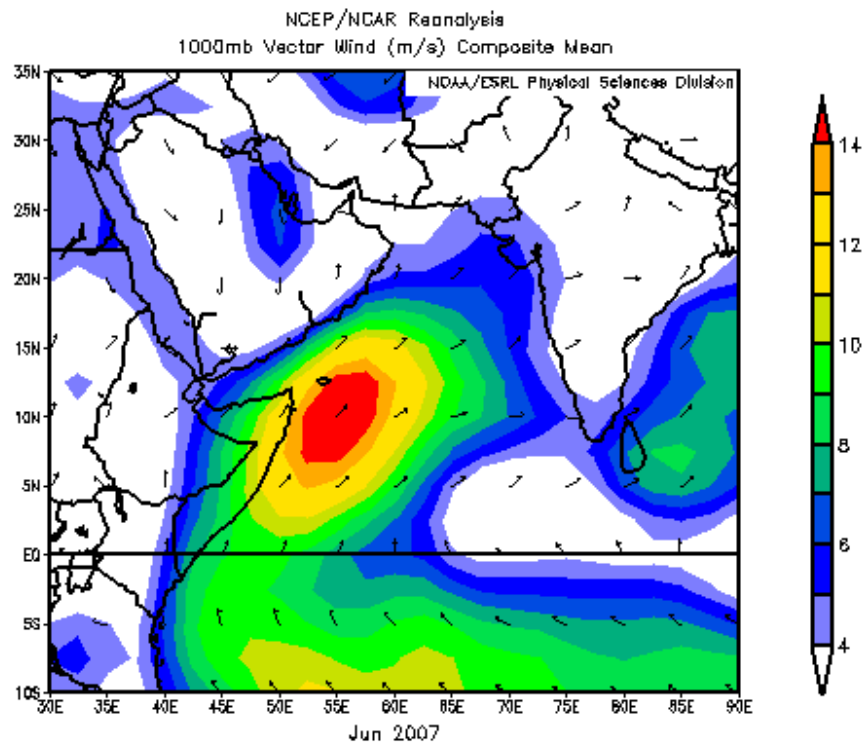 NCEP/NCAR Reanalysis
1000mb Vector Wind (m/s) Composite Mean
NOAA/ESRL Physical Sciences Division
35N
30N
25N
20N
15N
10N
5N
EQ
5S
10S
30E 35E 40E 45E 50E 55E 60E 65E 70E 75E 80E 85E 90E
Jun 2007
14
12
10
8
6
4